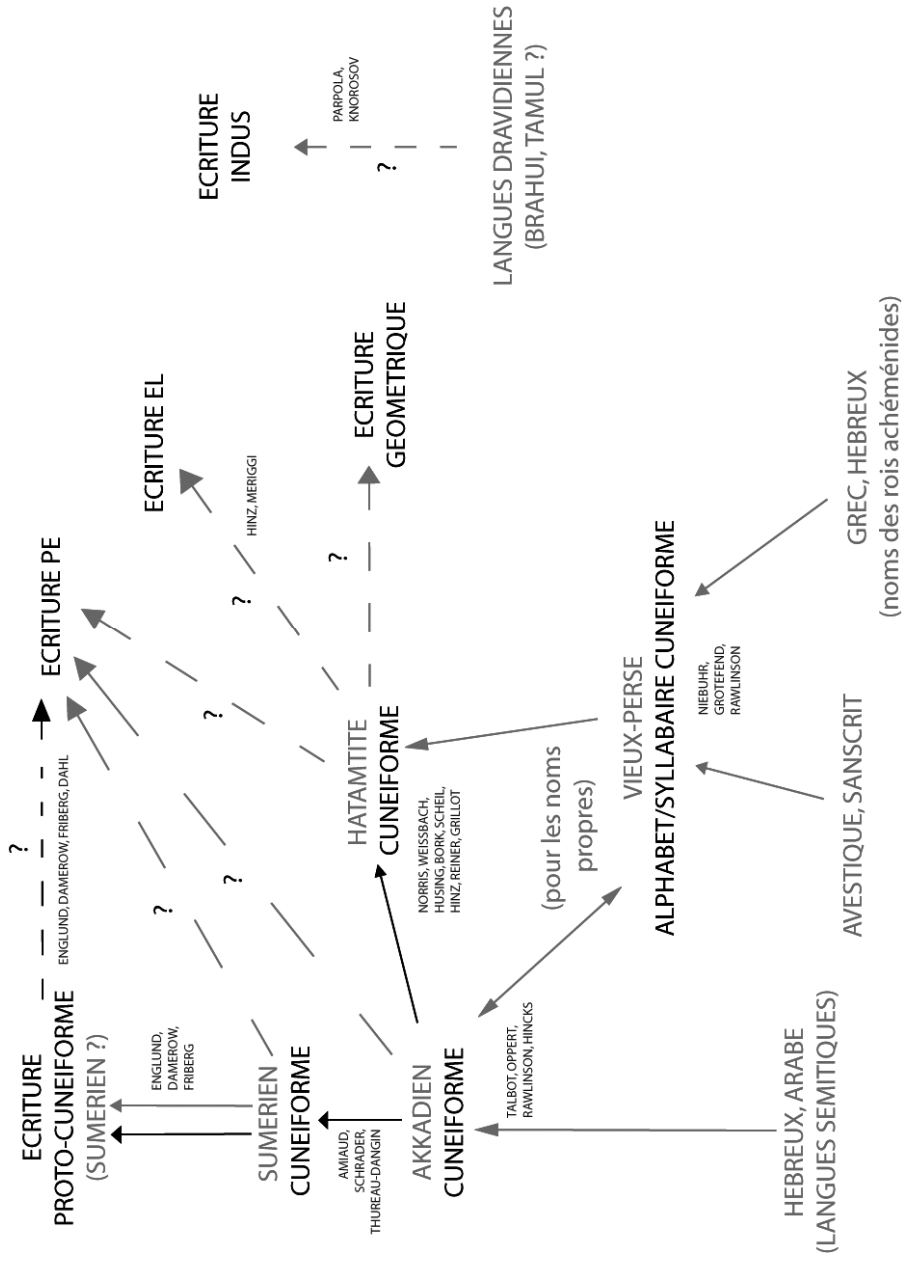 ECRITURE
PROTO-CUNEIFORME
(SUMERIEN ?)
?
ENGLUND, DAMEROW, FRIBERG, DAHL
ECRITURE PE
ENGLUND,
DAMEROW,
FRIBERG
?
?
?
ECRITURE EL
?
HINZ, MERIGGI
ECRITURE
INDUS
PARPOLA,
KNOROSOV
?
SUMERIEN
CUNEIFORME
AMIAUD,
SCHRADER,
THUREAU-DANGIN
HATAMTITE
CUNEIFORME
?
ECRITURE
GEOMETRIQUE
AKKADIEN
CUNEIFORME
NORRIS, WEISSBACH,
HUSING, BORK, SCHEIL,
HINZ, REINER, GRILLOT
LANGUES DRAVIDIENNES
(BRAHUI, TAMUL ?)
TALBOT, OPPERT,
RAWLINSON, HINCKS
(pour les noms
propres)
VIEUX-PERSE
ALPHABET/SYLLABAIRE CUNEIFORME
NIEBUHR,
GROTEFEND,
RAWLINSON
HEBREUX, ARABE
(LANGUES SEMITIQUES)
AVESTIQUE, SANSCRIT
GREC, HEBREUX
(noms des rois achéménides)